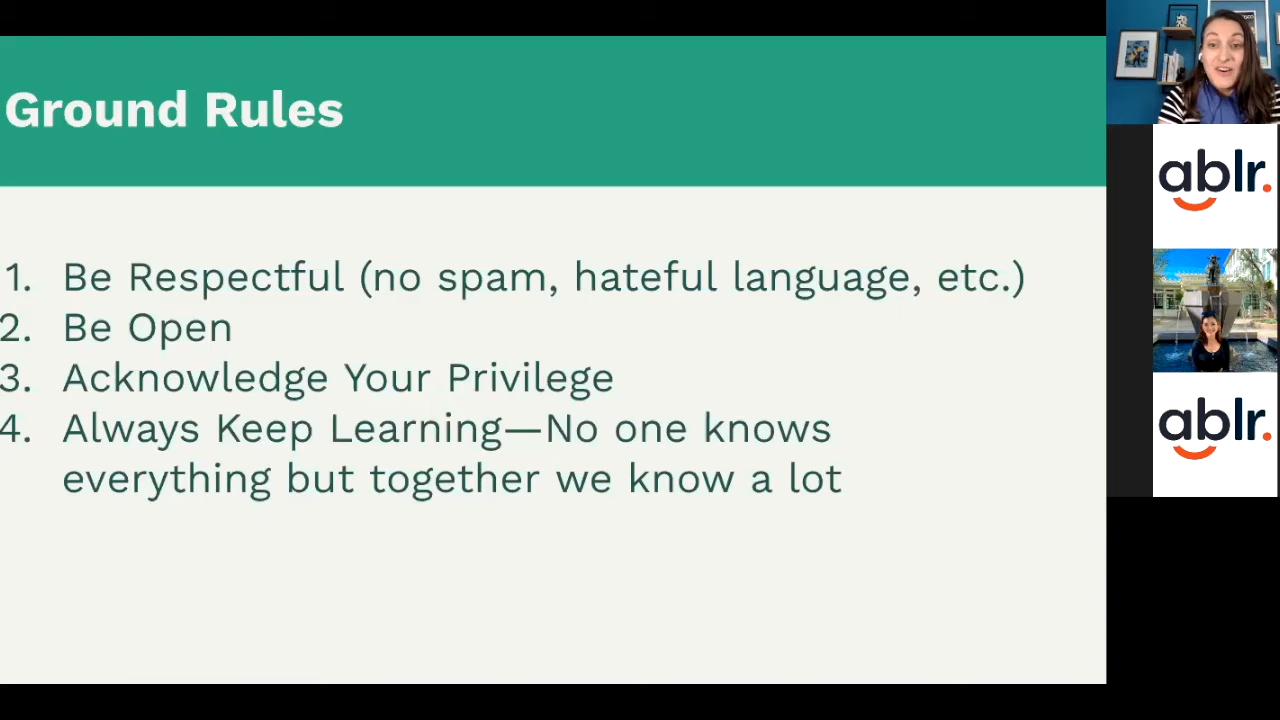 Ground Rules
1. Be Respectful (no spam, hateful language, etc.)
2. Be Open
3. Acknowledge Your Privilege
4. Always Keep Learning—No one knows
everything but together we know a lot
ablr.
ablr.